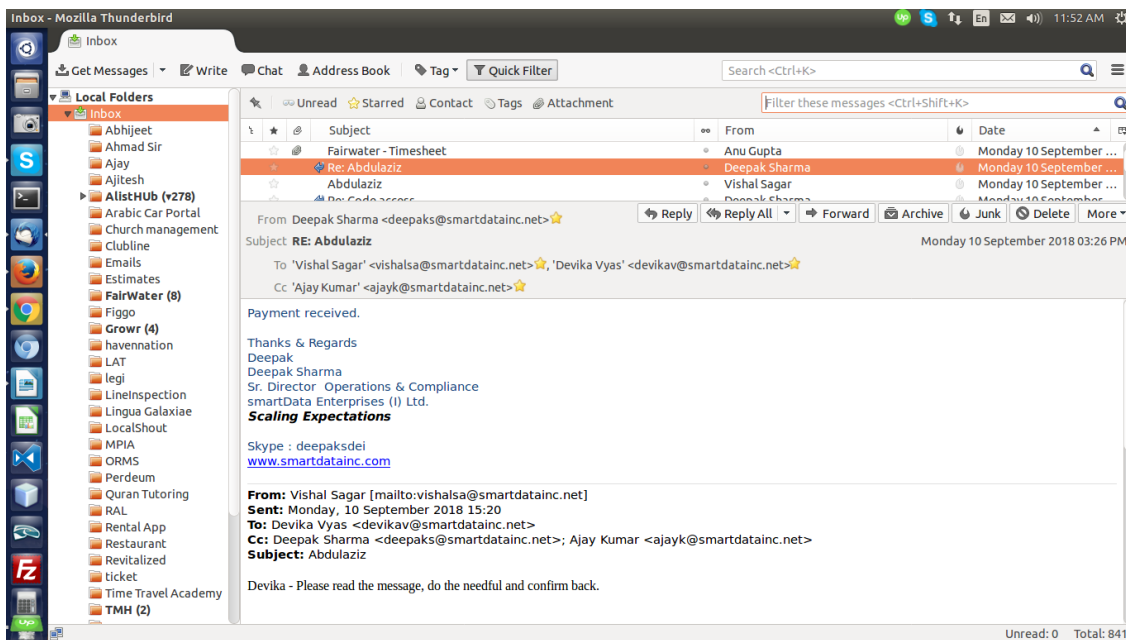 Inbox - Mozilla Thunderbird
Up
En
11:52 AM
Inbox
Get Messages
Write
Chat
Address Book
Tag
Quick Filter
Search <Ctrl+K>
Local Folders
Inbox
Abhijeet
Ahmad Sir
Ajay
Ajitesh
AlistHUb (▾278)
Arabic Car Portal
Church management
Clubline
Emails
Estimates
FairWater (8)
Figgo
Growr (4)
havennation
LAT
legi
LineInspection
Lingua Galaxiae
LocalShout
MPIA
ORMS
Perdeum
Quran Tutoring
RAL
Rental App
Restaurant
Revitalized
ticket
Time Travel Academy
TMH (2)
Unread
Starred
Contact
Tags
Attachment
Filter these messages <Ctrl+Shift+K>
Subject From Date
Fairwater - Timesheet Anu Gupta Monday 10 September ...
Re: Abdulaziz Deepak Sharma Monday 10 September ...
Abdulaziz Vishal Sagar Monday 10 September ...
Re: Code access Deepak Sharma Monday 10 September ...
From Deepak Sharma <deepaks@smartdatainc.net>
Reply Reply All Forward Archive Junk Delete More
Subject RE: Abdulaziz Monday 10 September 2018 03:26 PM
To 'Vishal Sagar' <vishalsa@smartdatainc.net>, 'Devika Vyas' <devikav@smartdatainc.net>
Cc 'Ajay Kumar' <ajayk@smartdatainc.net>
Payment received.
Thanks & Regards
Deepak
Deepak Sharma
Sr. Director Operations & Compliance
smartData Enterprises (I) Ltd.
Scaling Expectations
Skype : deepaksdei
www.smartdatainc.com
From: Vishal Sagar [mailto:vishalsa@smartdatainc.net]
Sent: Monday, 10 September 2018 15:20
To: Devika Vyas <devikav@smartdatainc.net>
Cc: Deepak Sharma <deepaks@smartdatainc.net>; Ajay Kumar <ajayk@smartdatainc.net>
Subject: Abdulaziz
Devika - Please read the message, do the needful and confirm back.
Unread: 0 Total: 841